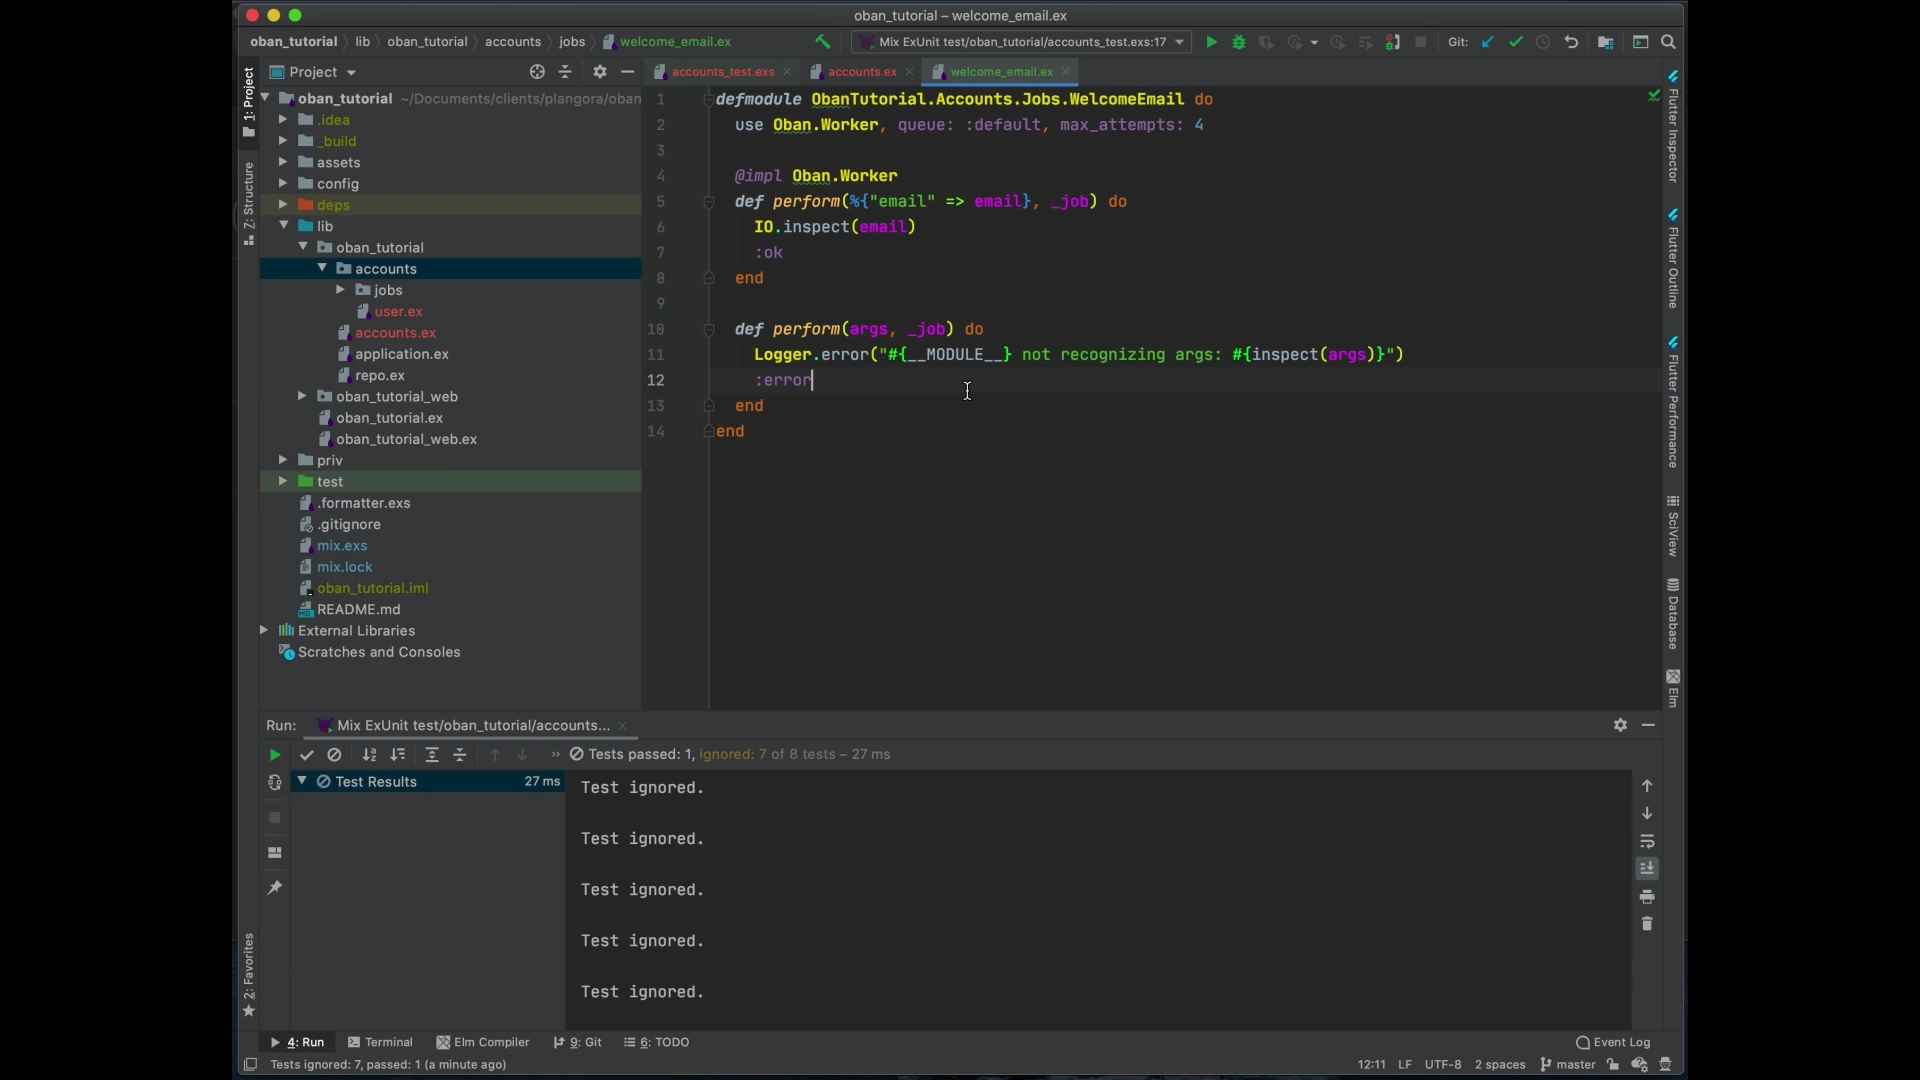 oban_tutorial – welcome_email.ex
oban_tutorial lib oban_tutorial accounts jobs welcome_email.ex Mix ExUnit test/oban_tutorial/accounts_test.exs:17 Git:
Project accounts_test.exs accounts.ex welcome_email.ex
1: Project
Z: Structure
2: Favorites
oban_tutorial ~/Documents/clients/plangora/oban
.idea
_build
assets
config
deps
lib
oban_tutorial
accounts
jobs
user.ex
accounts.ex
application.ex
repo.ex
oban_tutorial_web
oban_tutorial.ex
oban_tutorial_web.ex
priv
test
.formatter.exs
.gitignore
mix.exs
mix.lock
oban_tutorial.iml
README.md
External Libraries
Scratches and Consoles
1 defmodule ObanTutorial.Accounts.Jobs.WelcomeEmail do
2 use Oban.Worker, queue: :default, max_attempts: 4
3
4 @impl Oban.Worker
5 def perform(%{"email" => email}, _job) do
6 IO.inspect(email)
7 :ok
8 end
9
10 def perform(args, _job) do
11 Logger.error("#{__MODULE__} not recognizing args: #{inspect(args)}")
12 :error
13 end
14 end
Flutter Inspector
Flutter Outline
Flutter Performance
SciView
Database
Elm
Run: Mix ExUnit test/oban_tutorial/accounts...
» Tests passed: 1, ignored: 7 of 8 tests – 27 ms
Test Results 27 ms
Test ignored.
Test ignored.
Test ignored.
Test ignored.
Test ignored.
4: Run Terminal Elm Compiler 9: Git 6: TODO Event Log
Tests ignored: 7, passed: 1 (a minute ago) 12:11 LF UTF-8 2 spaces master